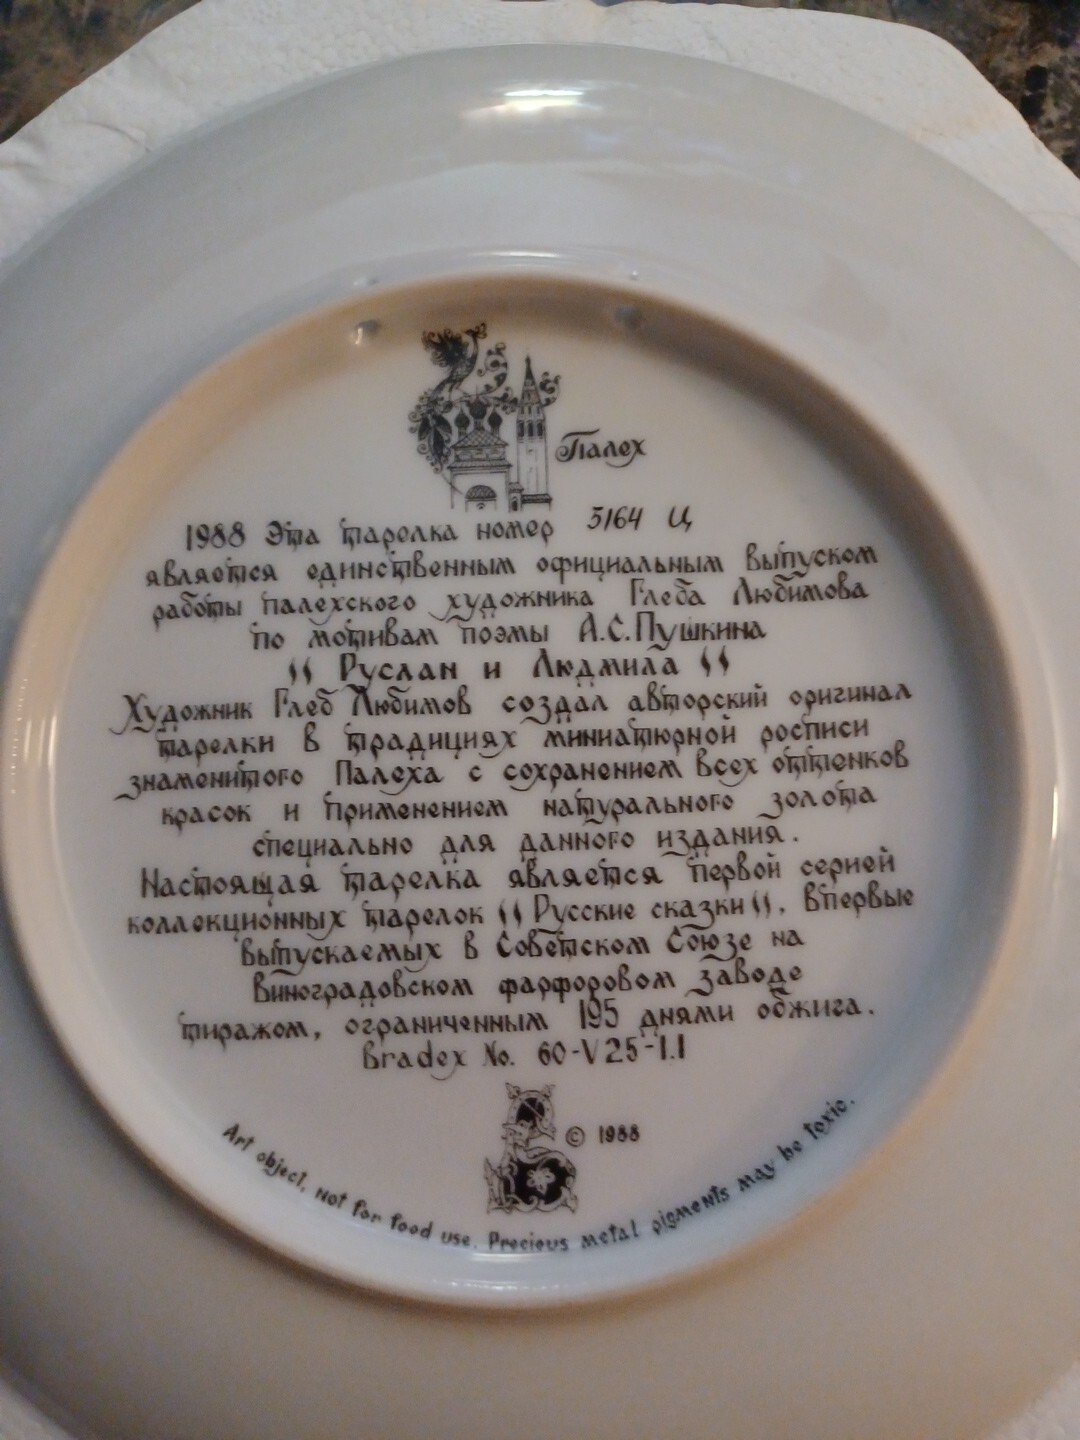 Палех
1988 Эта тарелка номер 5164 Ц
является единственным официальным выпуском
работы палехского художника Глеба Любимова
по мотивам поэмы А.С.Пушкина
"Руслан и Людмила"
Художник Глеб Любимов создал авторский оригинал
тарелки в традициях миниатюрной росписи
знаменитого Палеха с сохранением всех оттенков
красок и применением натурального золота
специально для данного издания.
Настоящая тарелка является первой серией
коллекционных тарелок "Русские сказки", впервые
выпускаемых в Советском Союзе на
Виноградовском фарфоровом заводе
тиражом, ограниченным 195 днями обжига.
Bradex No. 60-V25-1.1
© 1988
Art object, not for food use. Precious metal pigments may be toxic.